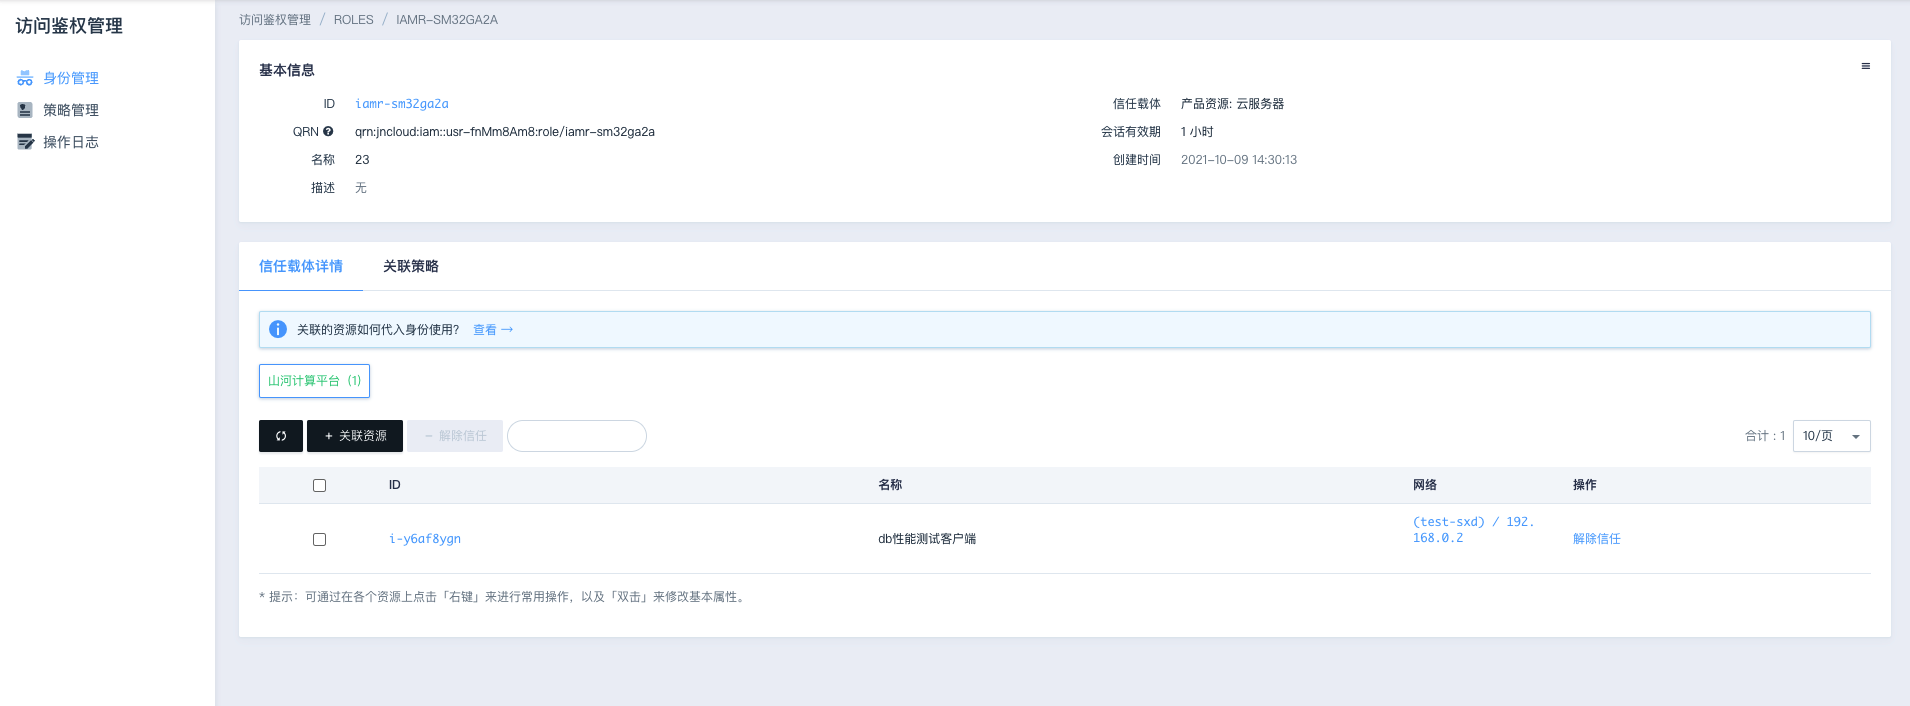 访问鉴权管理
身份管理
策略管理
操作日志
访问鉴权管理 / ROLES / IAMR-SM32GA2A
基本信息
ID iamr-sm32ga2a
QRN qrn:jncloud:iam::usr-fnMm8Am8:role/iamr-sm32ga2a
名称 23
描述 无
信任载体 产品资源: 云服务器
会话有效期 1 小时
创建时间 2021-10-09 14:30:13
信任载体详情 关联策略
关联的资源如何代入身份使用? 查看 →
山河计算平台 (1)
+ 关联资源 − 解除信任 合计 : 1 10/页
ID 名称 网络 操作
i-y6af8ygn db性能测试客户端 (test-sxd) / 192.
168.0.2 解除信任
* 提示: 可通过在各个资源上点击「右键」来进行常用操作, 以及「双击」来修改基本属性。